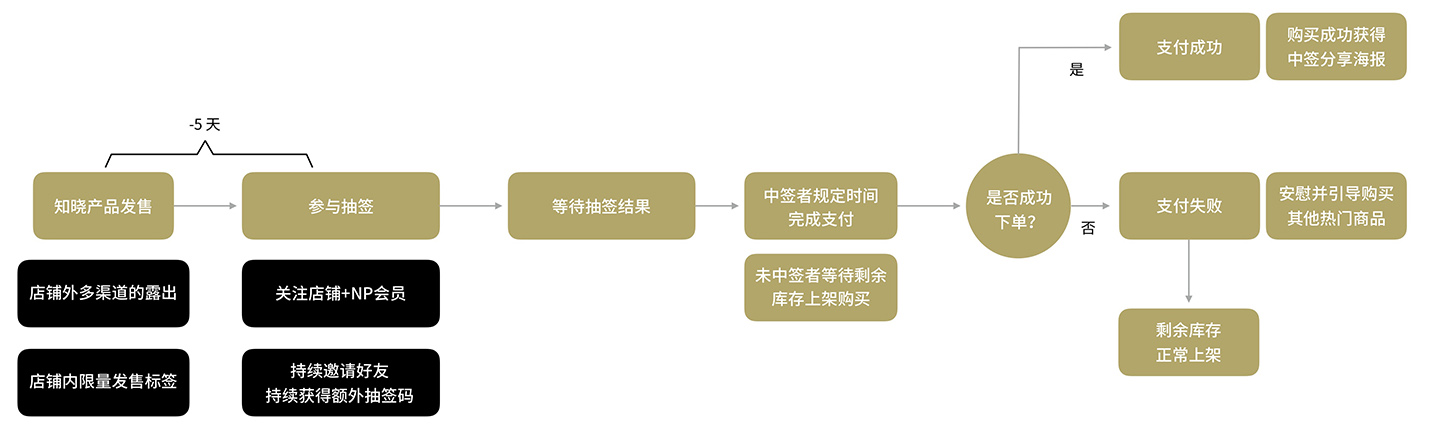 -5 天
知晓产品发售
参与抽签
等待抽签结果
中签者规定时间
完成支付
未中签者等待剩余
库存上架购买
是否成功
下单？
是
支付成功
购买成功获得
中签分享海报
否
支付失败
安慰并引导购买
其他热门商品
剩余库存
正常上架
店铺外多渠道的露出
关注店铺+NP会员
店铺内限量发售标签
持续邀请好友
持续获得额外抽签码